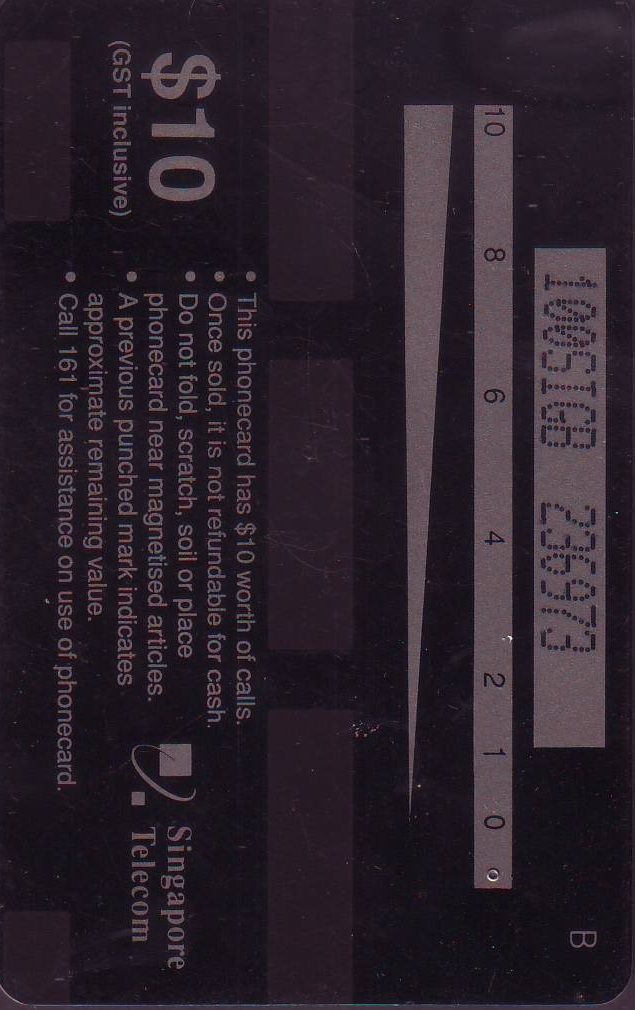 B
100SIGB 236973
10 8 6 4 2 1 0
$10
(GST inclusive)
• This phonecard has $10 worth of calls.
• Once sold, it is not refundable for cash.
• Do not fold, scratch, soil or place
phonecard near magnetised articles.
• A previous punched mark indicates
approximate remaining value.
• Call 161 for assistance on use of phonecard.
Singapore
Telecom